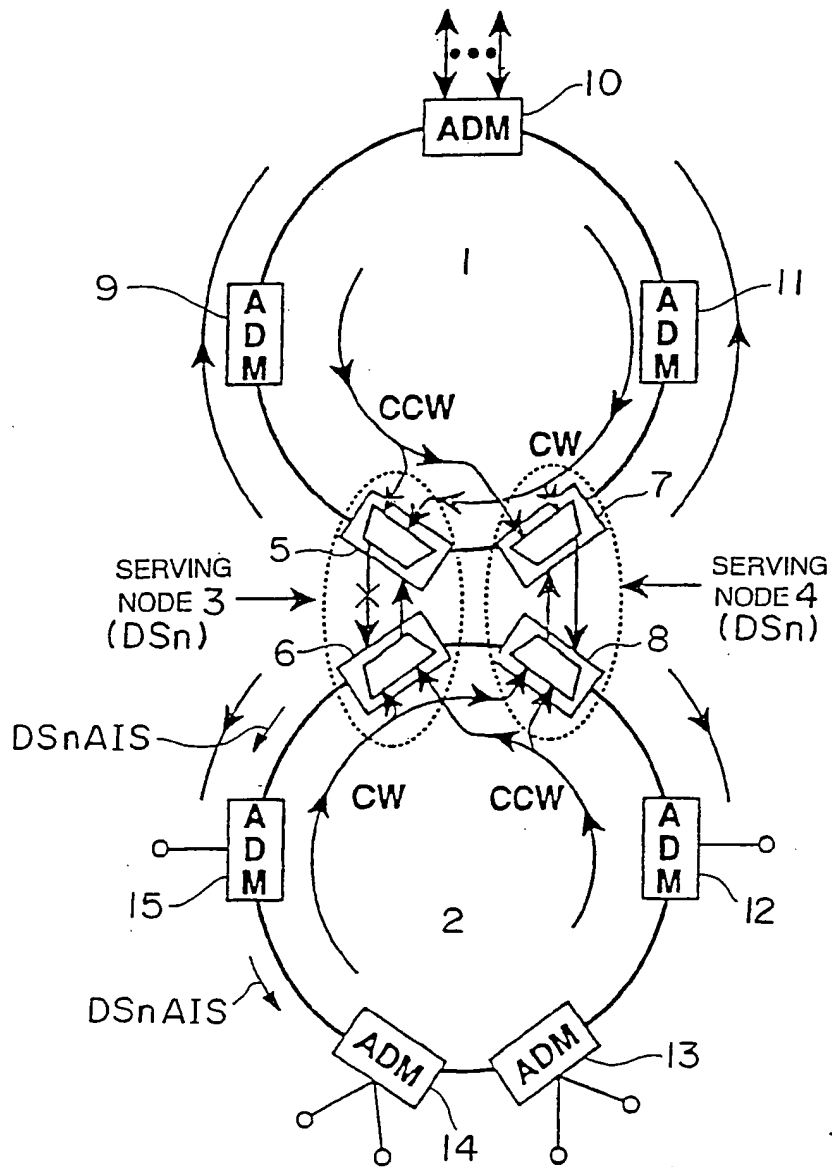 10
ADM
1
9
ADM
11
ADM
CCW
CW
7
5
SERVING
NODE 3
(DSn)
SERVING
NODE 4
(DSn)
6
8
DSnAIS
CW
CCW
ADM
15
ADM
12
2
DSnAIS
ADM
14
ADM
13